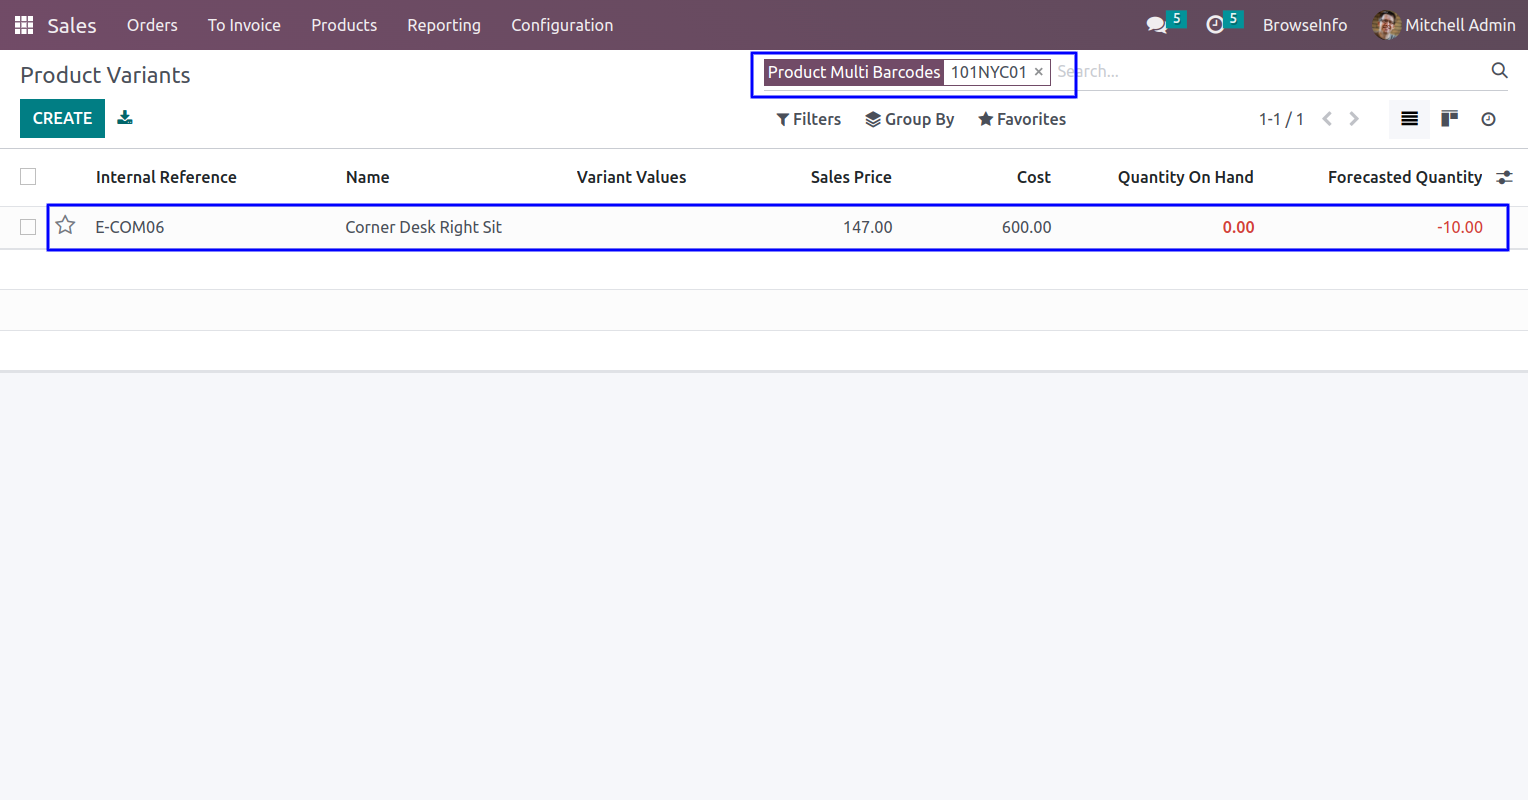 Sales Orders To Invoice Products Reporting Configuration 5 5 BrowseInfo Mitchell Admin
Product Variants
Product Multi Barcodes 101NYC01 × Search...
CREATE Filters Group By Favorites 1-1 / 1
Internal Reference Name Variant Values Sales Price Cost Quantity On Hand Forecasted Quantity
E-COM06 Corner Desk Right Sit 147.00 600.00 0.00 -10.00